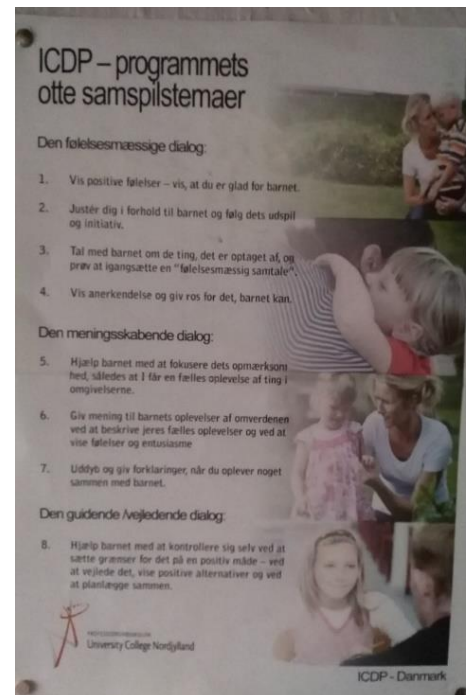 ICDP – programmets
otte samspilstemaer
Den følelsesmæssige dialog:
1. Vis positive følelser – vis, at du er glad for barnet.
2. Justér dig i forhold til barnet og følg dets udspil
og initiativ.
3. Tal med barnet om de ting, det er optaget af, og
prøv at igangsætte en "følelsesmæssig samtale".
4. Vis anerkendelse og giv ros for det, barnet kan.
Den meningsskabende dialog:
5. Hjælp barnet med at fokusere dets opmærksom
hed, således at I får en fælles oplevelse af ting i
omgivelserne.
6. Giv mening til barnets oplevelser af omverdenen
ved at beskrive jeres fælles oplevelser og ved at
vise følelser og entusiasme
7. Uddyb og giv forklaringer, når du oplever noget
sammen med barnet.
Den guidende /vejledende dialog:
8. Hjælp barnet med at kontrollere sig selv ved at
sætte grænser for det på en positiv måde – ved
at vejlede det, vise positive alternativer og ved
at planlægge sammen.
University College Nordjylland
ICDP - Danmark